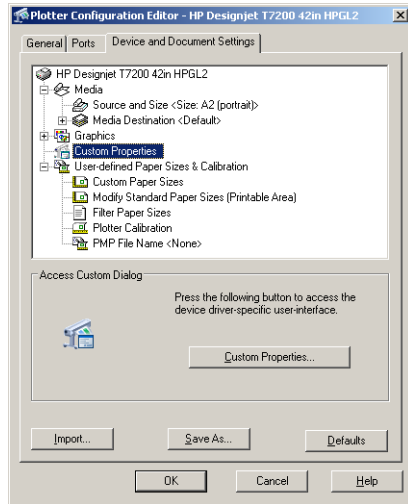 Plotter Configuration Editor - HP Designjet T7200 42in HPGL2
General Ports Device and Document Settings
HP Designjet T7200 42in HPGL2
Media
Source and Size <Size: A2 (portrait)>
Media Destination <Default>
Graphics
Custom Properties
User-defined Paper Sizes & Calibration
Custom Paper Sizes
Modify Standard Paper Sizes (Printable Area)
Filter Paper Sizes
Plotter Calibration
PMP File Name <None>
Access Custom Dialog
Press the following button to access the
device driver-specific user-interface.
Custom Properties...
Import... Save As... Defaults
OK Cancel Help